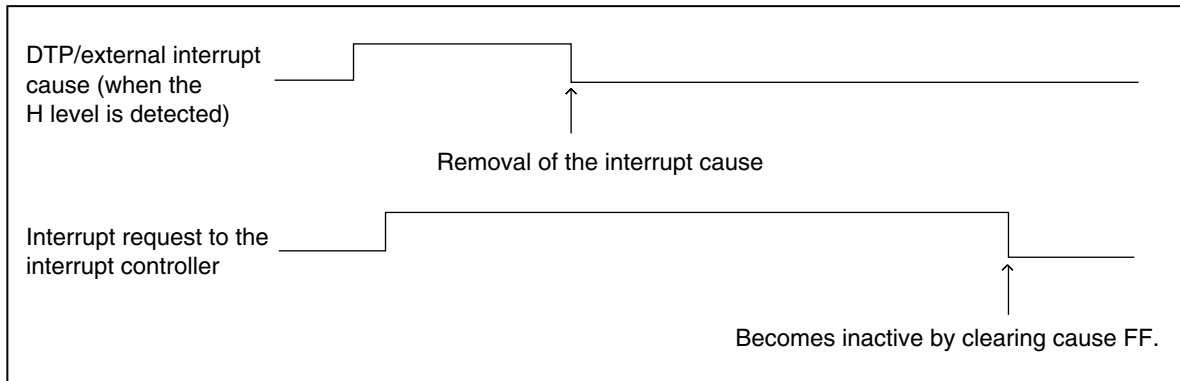 DTP/external interrupt
cause (when the
H level is detected)
Removal of the interrupt cause
Interrupt request to the
interrupt controller
Becomes inactive by clearing cause FF.